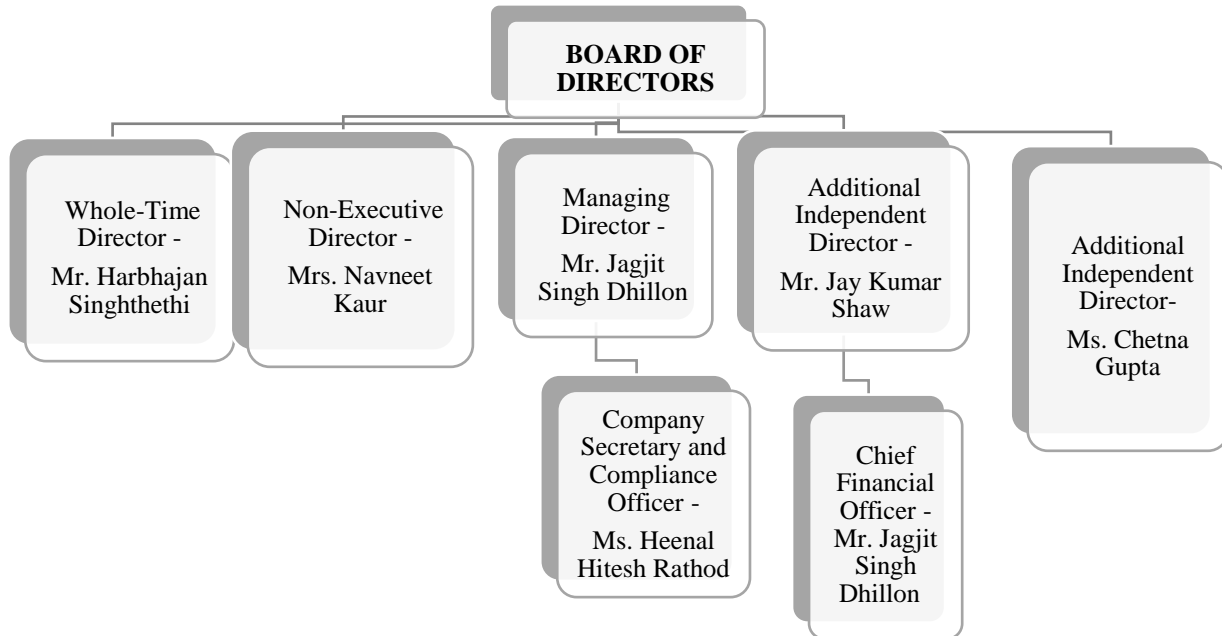 BOARD OF
DIRECTORS
Whole-Time
Director -
Mr. Harbhajan
Singhthethi
Non-Executive
Director -
Mrs. Navneet
Kaur
Managing
Director -
Mr. Jagjit
Singh Dhillon
Additional
Independent
Director -
Mr. Jay Kumar
Shaw
Additional
Independent
Director-
Ms. Chetna
Gupta
Company
Secretary and
Compliance
Officer -
Ms. Heenal
Hitesh Rathod
Chief
Financial
Officer -
Mr. Jagjit
Singh
Dhillon